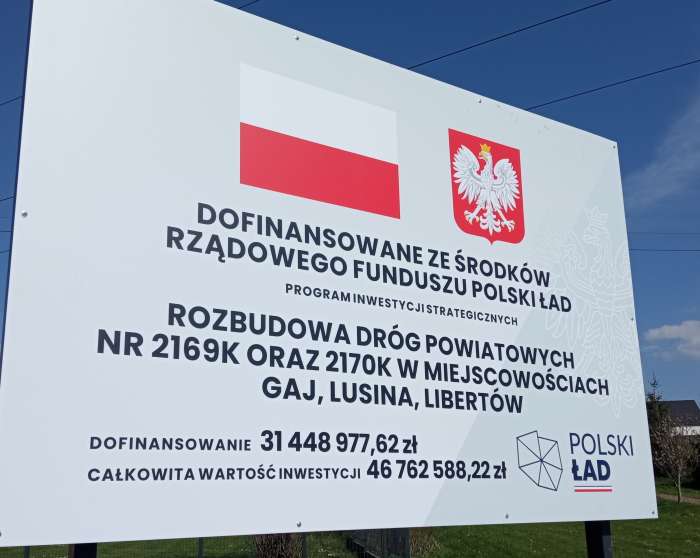 DOFINANSOWANE ZE ŚRODKÓW
RZĄDOWEGO FUNDUSZU POLSKI ŁAD
PROGRAM INWESTYCJI STRATEGICZNYCH
ROZBUDOWA DRÓG POWIATOWYCH
NR 2169K ORAZ 2170K W MIEJSCOWOŚCIACH
GAJ, LUSINA, LIBERTÓW
DOFINANSOWANIE 31 448 977,62 zł
CAŁKOWITA WARTOŚĆ INWESTYCJI 46 762 588,22 zł
POLSKI
ŁAD